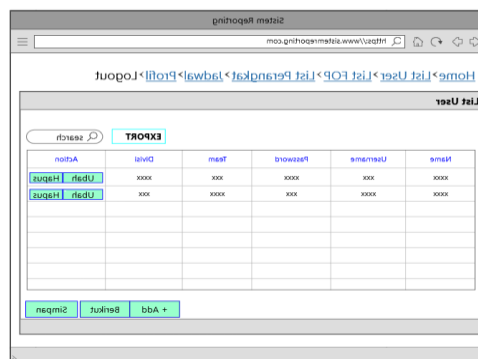 Sistem Reporting
https://www.sistemreporting.com
Home>List User>List FOP>List Perangkat>Jadwal>Profil>Logout
List User
EXPORT search
Name Username Password Team Divisi Action
xxxx xxx xxxx xxx xxxx Ubah Hapus
xxxx xxx xxxx xxxx xxx Ubah Hapus
+ Add Berikut Simpan